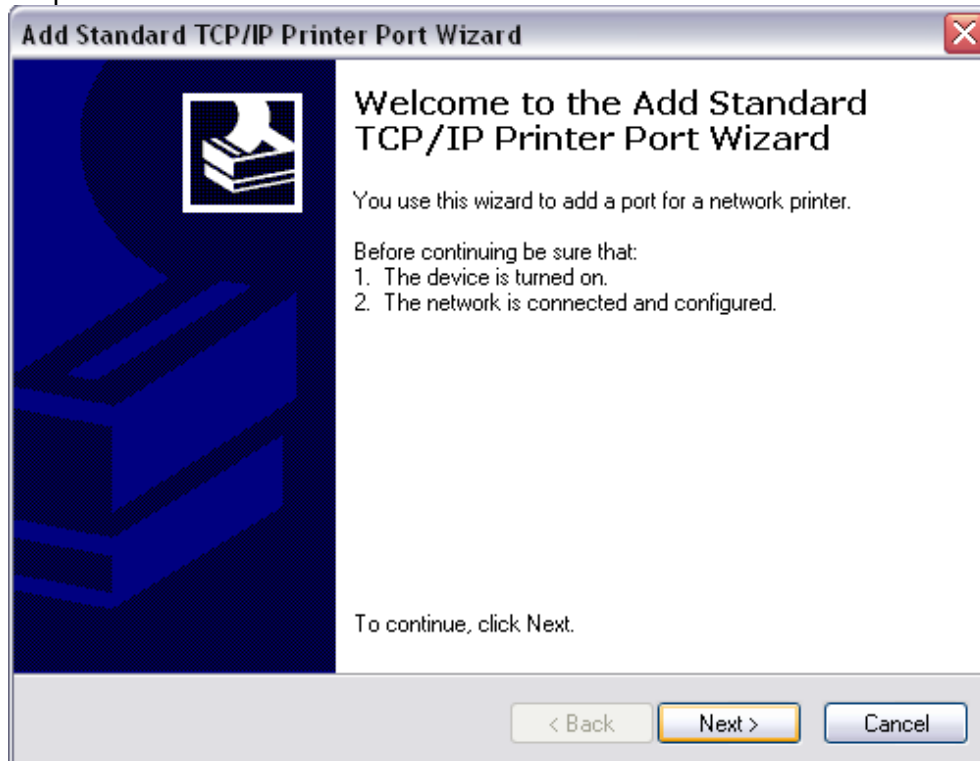 Add Standard TCP/IP Printer Port Wizard
Welcome to the Add Standard
TCP/IP Printer Port Wizard
You use this wizard to add a port for a network printer.
Before continuing be sure that:
1. The device is turned on.
2. The network is connected and configured.
To continue, click Next.
< Back
Next >
Cancel